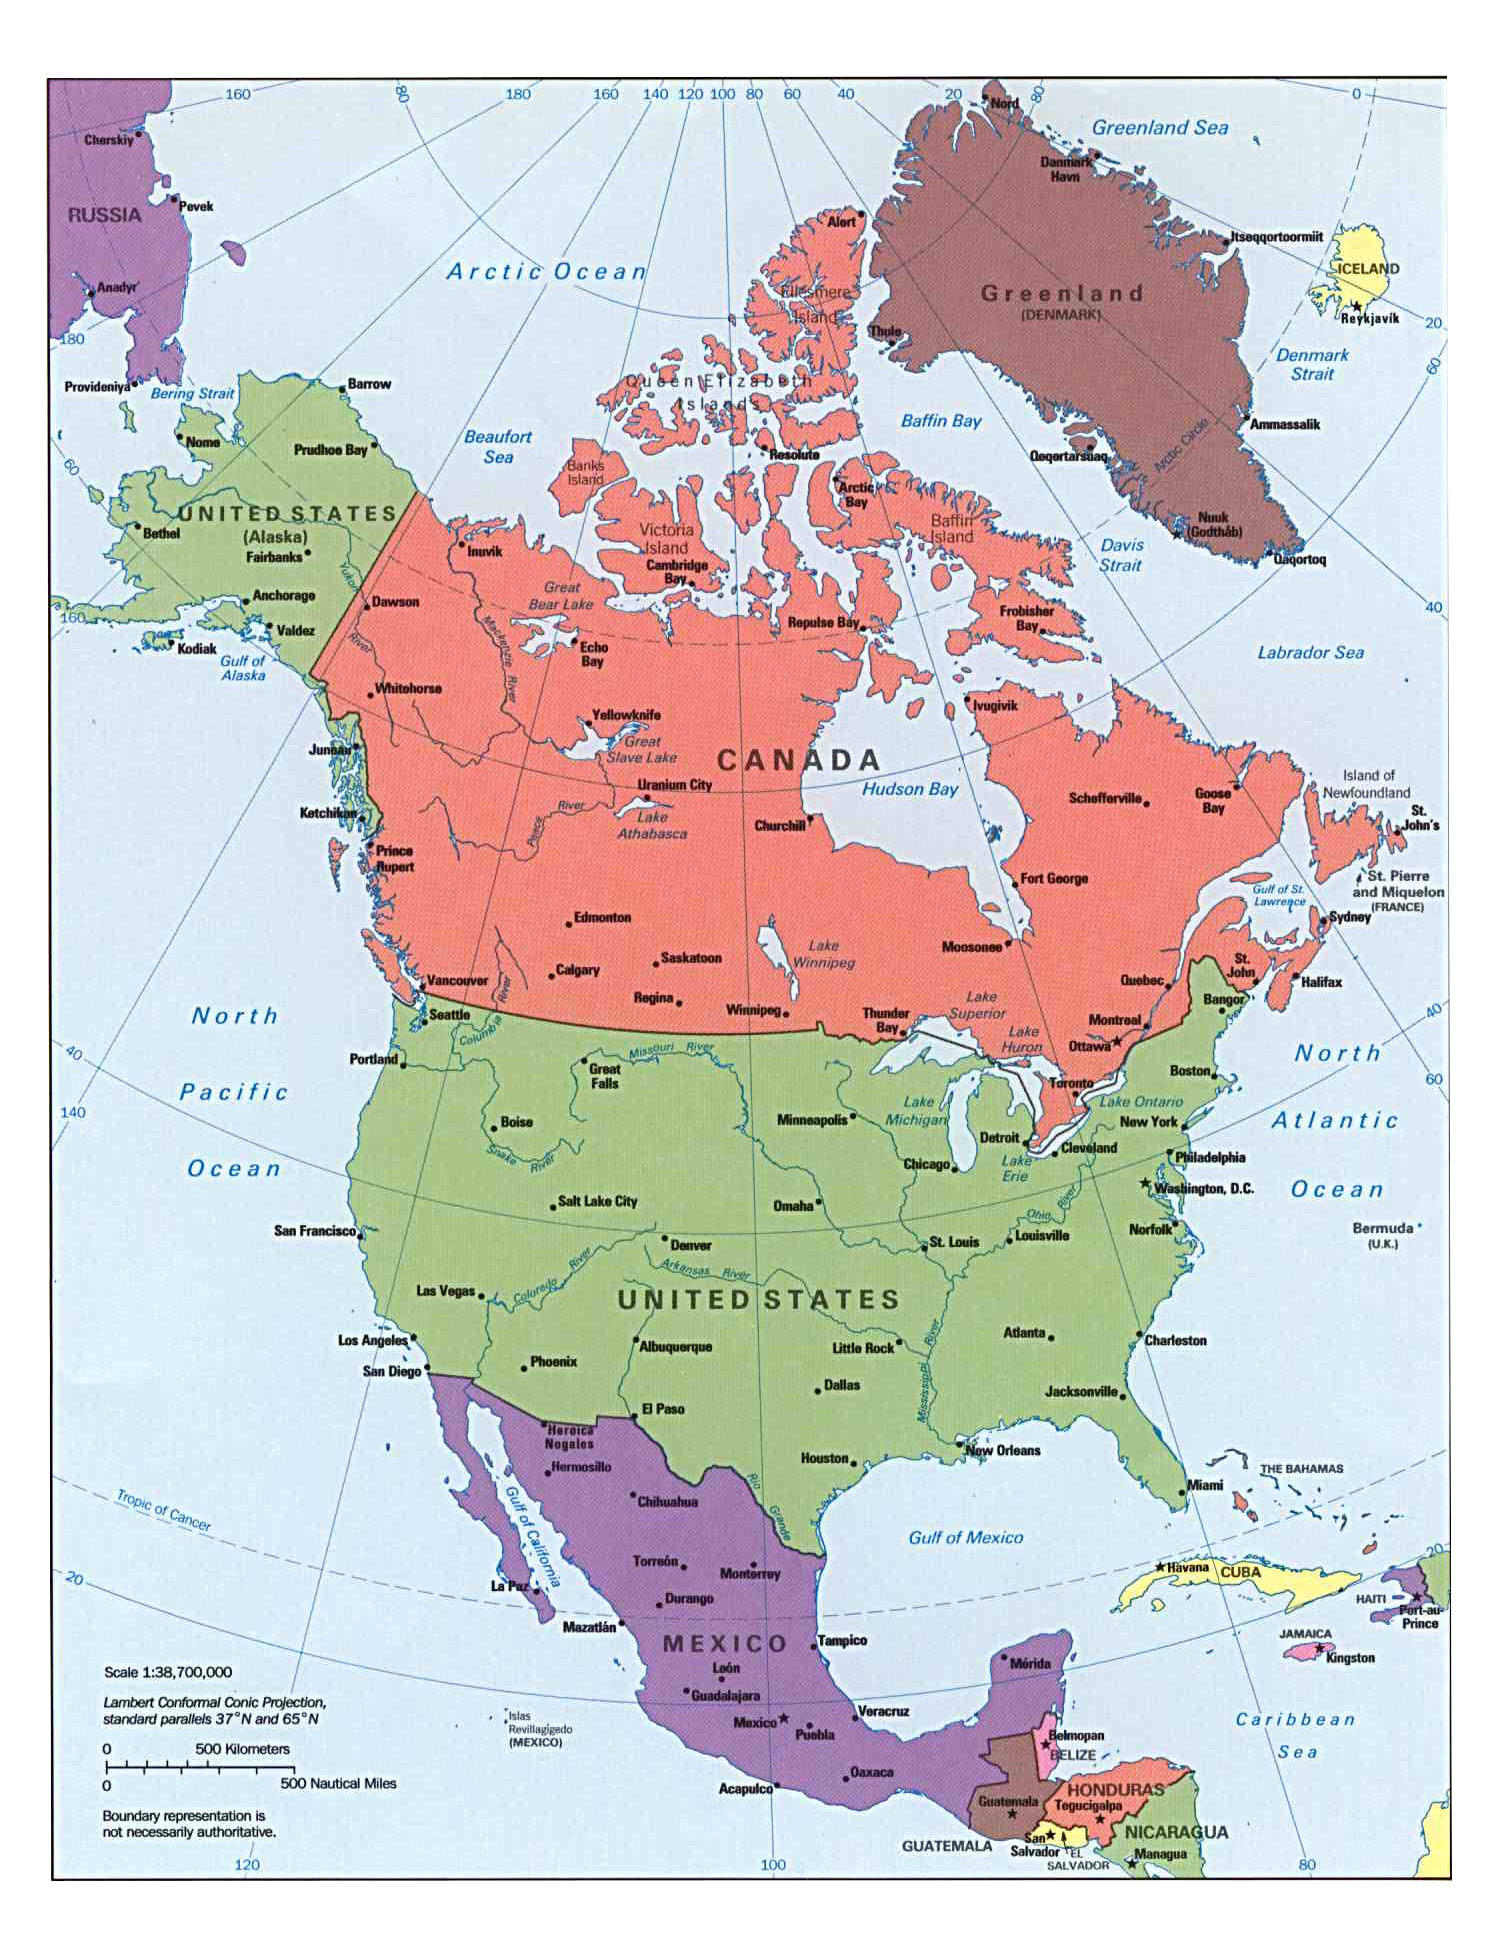 160
80
180
160
140
120
100
80
60
40
20
80
0
Nord
Greenland Sea
Cherskiy
Danmark
Havn
RUSSIA
Pevek
Alert
Itseqqortoormiit
Arctic Ocean
ICELAND
Anadyr'
Ellesmere
Island
Greenland
(DENMARK)
Reykjavík
20
180
Thule
Denmark
Strait
60
Provideniya
Bering Strait
Barrow
Queen Elizabeth
Islands
Baffin Bay
Ammassalik
Nome
Prudhoe Bay
Beaufort
Sea
Resolute
Qeqertarsuaq
Arctic Circle
60
Banks
Island
Arctic
Bay
UNITED STATES
(Alaska)
Bethel
Fairbanks
Victoria
Island
Baffin
Island
Nuuk
(Godthåb)
Inuvik
Cambridge
Bay
Davis
Strait
Qaqortoq
Yukon
River
Anchorage
Dawson
Great
Bear Lake
Frobisher
Bay
40
160
Valdez
Kodiak
Repulse Bay
Mackenzie
River
Echo
Bay
Gulf of
Alaska
Labrador Sea
Whitehorse
Ivugivik
Yellowknife
Great
Slave Lake
Juneau
CANADA
Hudson Bay
Uranium City
Schefferville
Goose
Bay
Island of
Newfoundland
Ketchikan
Peace
River
Lake
Athabasca
Churchill
St.
John's
Prince
Rupert
Fort George
Gulf of St.
Lawrence
St. Pierre
and Miquelon
(FRANCE)
Edmonton
Sydney
Calgary
Saskatoon
Lake
Winnipeg
Moosonee
St.
John
Vancouver
Regina
Winnipeg
Quebec
Halifax
Bangor
North
Pacific
Ocean
Seattle
Columbia
River
Thunder
Bay
Lake
Superior
Montreal
40
Portland
Missouri River
Lake
Huron
Ottawa
North
Atlantic
Ocean
40
Great
Falls
Toronto
Boston
60
140
Boise
Minneapolis
Lake
Michigan
Lake Ontario
New York
Detroit
Cleveland
Snake
River
Chicago
Lake
Erie
Philadelphia
Washington, D.C.
Salt Lake City
Omaha
Ohio
River
San Francisco
Denver
St. Louis
Louisville
Norfolk
Bermuda
(U.K.)
Las Vegas
Colorado
River
Arkansas River
UNITED STATES
Los Angeles
Albuquerque
Little Rock
Atlanta
Charleston
San Diego
Phoenix
Dallas
Mississippi
River
Jacksonville
El Paso
Heroica
Nogales
Houston
New Orleans
Hermosillo
THE BAHAMAS
Miami
Tropic of Cancer
Gulf of California
Chihuahua
Rio
Grande
Gulf of Mexico
20
20
Torreón
Monterrey
Havana
CUBA
La Paz
Durango
HAITI
Port-au-
Prince
Mazatlán
MEXICO
Tampico
JAMAICA
Kingston
León
Mérida
Guadalajara
Islas
Revillagigedo
(MEXICO)
Mexico
Puebla
Veracruz
Belmopan
BELIZE
Caribbean
Sea
Acapulco
Oaxaca
HONDURAS
Guatemala
Tegucigalpa
GUATEMALA
San
Salvador
EL
SALVADOR
NICARAGUA
Managua
Scale 1:38,700,000
Lambert Conformal Conic Projection,
standard parallels 37°N and 65°N
0 500 Kilometers
0 500 Nautical Miles
Boundary representation is
not necessarily authoritative.
120
100
80